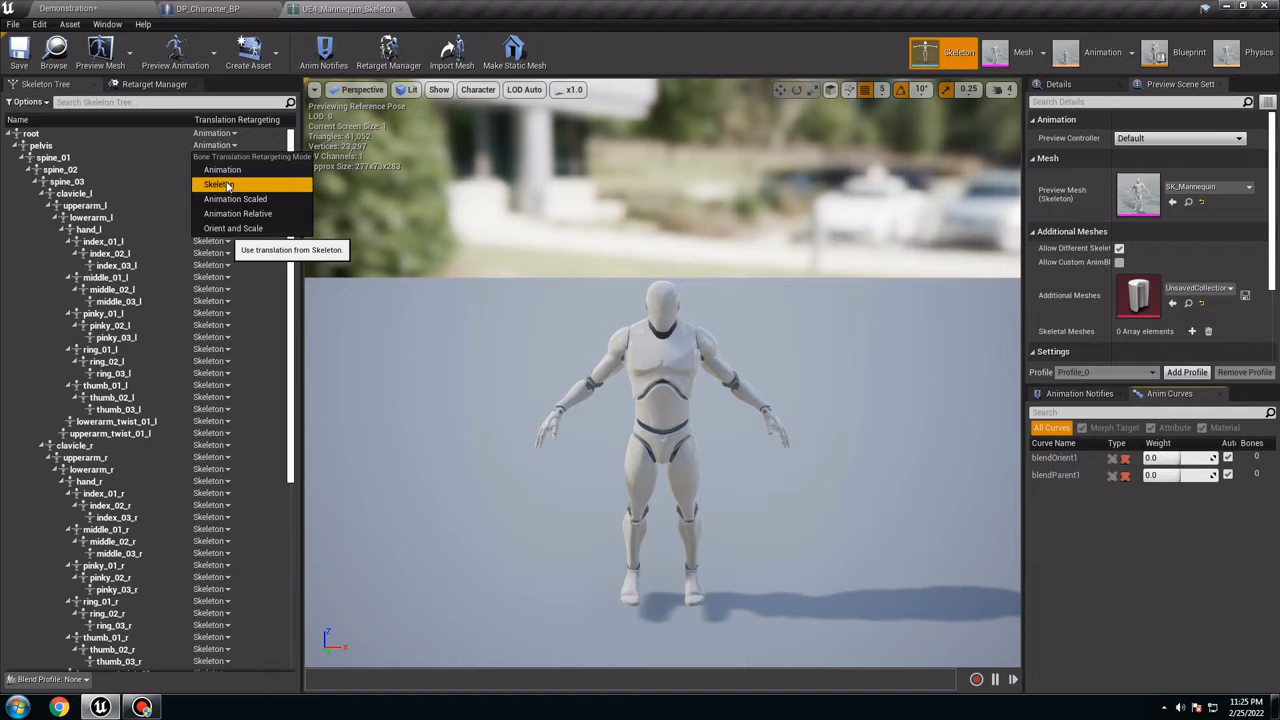 Demonstration*
DP_Character_BP
UE4_Mannequin_Skeleton
File Edit Asset Window Help
Save
Browse
Preview Mesh
Preview Animation
Create Asset
Anim Notifies
Retarget Manager
Import Mesh
Make Static Mesh
Skeleton
Mesh
Animation
Blueprint
Physics
Skeleton Tree
Retarget Manager
Options
Search Skeleton Tree...
Name Translation Retargeting
root Animation
pelvis Animation
spine_01
spine_02
spine_03
clavicle_l
upperarm_l
lowerarm_l
hand_l
index_01_l Skeleton
index_02_l Skeleton
index_03_l Skeleton
middle_01_l Skeleton
middle_02_l Skeleton
middle_03_l Skeleton
pinky_01_l Skeleton
pinky_02_l Skeleton
pinky_03_l Skeleton
ring_01_l Skeleton
ring_02_l Skeleton
ring_03_l Skeleton
thumb_01_l Skeleton
thumb_02_l Skeleton
thumb_03_l Skeleton
lowerarm_twist_01_l Skeleton
upperarm_twist_01_l Skeleton
clavicle_r Skeleton
upperarm_r Skeleton
lowerarm_r Skeleton
hand_r Skeleton
index_01_r Skeleton
index_02_r Skeleton
index_03_r Skeleton
middle_01_r Skeleton
middle_02_r Skeleton
middle_03_r Skeleton
pinky_01_r Skeleton
pinky_02_r Skeleton
pinky_03_r Skeleton
ring_01_r Skeleton
ring_02_r Skeleton
ring_03_r Skeleton
thumb_01_r Skeleton
thumb_02_r Skeleton
thumb_03_r Skeleton
Blend Profile: None
Bone Translation Retargeting Mode
Animation
Skeleton
Animation Scaled
Animation Relative
Orient and Scale
Use translation from Skeleton.
Perspective
Lit
Show
Character
LOD Auto
x1.0
5
10°
0.25
4
Previewing Reference Pose
LOD: 0
Current Screen Size: 1
Triangles: 41,052
Vertices: 23,297
UV Channels: 1
Approx Size: 277x73x283
Z
X
Details
Preview Scene Sett
Search Details
Animation
Preview Controller Default
Mesh
Preview Mesh
(Skeleton)
SK_Mannequin
Additional Meshes
Allow Different Skelet
Allow Custom AnimBl
Additional Meshes
UnsavedCollection
Skeletal Meshes 0 Array elements
Settings
Profile Profile_0 Add Profile Remove Profile
Animation Notifies
Anim Curves
Search
All Curves Morph Target Attribute Material
Curve Name Type Weight Aut Bones
blendOrient1 0.0 0
blendParent1 0.0 0
11:25 PM
2/25/2022